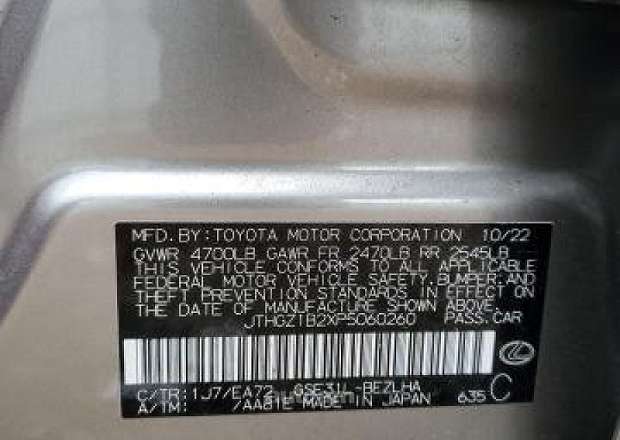 MFD. BY: TOYOTA MOTOR CORPORATION 10/22
GVWR 4700LB GAWR FR 2470LB RR 2545LB
THIS VEHICLE CONFORMS TO ALL APPLICABLE
FEDERAL MOTOR VEHICLE SAFETY, BUMPER, AND
THEFT PREVENTION STANDARDS IN EFFECT ON
THE DATE OF MANUFACTURE SHOWN ABOVE.
JTHGZTB2XP5060260 PASS.CAR
C/TR: 1J7/EA72 GSE31L-BEZLHA 635 C
A/TM: /AA81E MADE IN JAPAN